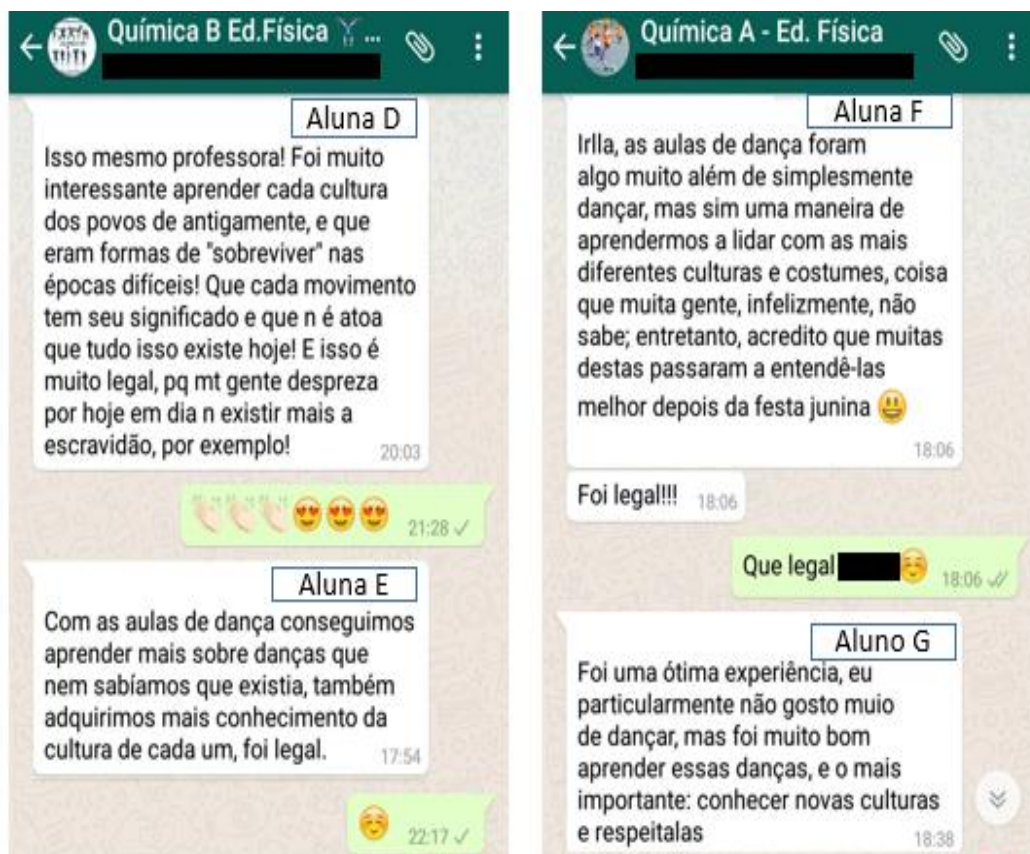 Química B Ed.Física 🏋 ...
Aluna D
Isso mesmo professora! Foi muito
interessante aprender cada cultura
dos povos de antigamente, e que
eram formas de "sobreviver" nas
épocas difíceis! Que cada movimento
tem seu significado e que n é atoa
que tudo isso existe hoje! E isso é
muito legal, pq mt gente despreza
por hoje em dia n existir mais a
escravidão, por exemplo!
20:03
👏🏻👏🏻👏🏻😍😍😍 21:28
Aluna E
Com as aulas de dança conseguimos
aprender mais sobre danças que
nem sabíamos que existia, também
adquirimos mais conhecimento da
cultura de cada um, foi legal.
17:54
☺️ 22:17
Química A - Ed. Física
Aluna F
Irlla, as aulas de dança foram
algo muito além de simplesmente
dançar, mas sim uma maneira de
aprendermos a lidar com as mais
diferentes culturas e costumes, coisa
que muita gente, infelizmente, não
sabe; entretanto, acredito que muitas
destas passaram a entendê-las
melhor depois da festa junina 😃
18:06
Foi legal!!! 18:06
Que legal ☺️ 18:06
Aluno G
Foi uma ótima experiência, eu
particularmente não gosto muio
de dançar, mas foi muito bom
aprender essas danças, e o mais
importante: conhecer novas culturas
e respeitalas
18:38